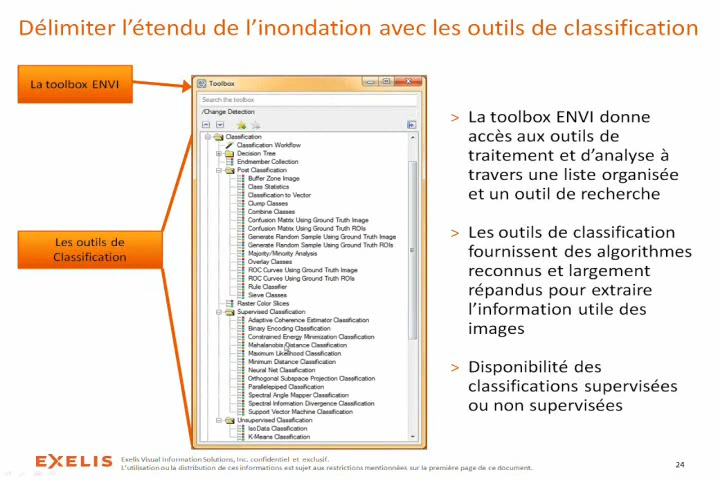 Délimiter l'étendu de l'inondation avec les outils de classification
La toolbox ENVI
Les outils de
Classification
Toolbox
Search the toolbox
/Change Detection
Classification
Classification Workflow
Decision Tree
Endmember Collection
Post Classification
Buffer Zone Image
Class Statistics
Classification to Vector
Clump Classes
Combine Classes
Confusion Matrix Using Ground Truth Image
Confusion Matrix Using Ground Truth ROIs
Generate Random Sample Using Ground Truth Image
Generate Random Sample Using Ground Truth ROIs
Majority/Minority Analysis
Overlay Classes
ROC Curves Using Ground Truth Image
ROC Curves Using Ground Truth ROIs
Rule Classifier
Sieve Classes
Raster Color Slices
Supervised Classification
Adaptive Coherence Estimator Classification
Binary Encoding Classification
Constrained Energy Minimization Classification
Mahalanobis Distance Classification
Maximum Likelihood Classification
Minimum Distance Classification
Neural Net Classification
Orthogonal Subspace Projection Classification
Parallelepiped Classification
Spectral Angle Mapper Classification
Spectral Information Divergence Classification
Support Vector Machine Classification
Unsupervised Classification
IsoData Classification
K-Means Classification
> La toolbox ENVI donne
accès aux outils de
traitement et d'analyse à
travers une liste organisée
et un outil de recherche
> Les outils de classification
fournissent des algorithmes
reconnus et largement
répandus pour extraire
l'information utile des
images
> Disponibilité des
classifications supervisées
ou non supervisées
EXELIS
Exelis Visual Information Solutions, Inc. confidentiel et exclusif.
L'utilisation ou la distribution de ces informations est sujet aux restrictions mentionnées sur la première page de ce document.
24